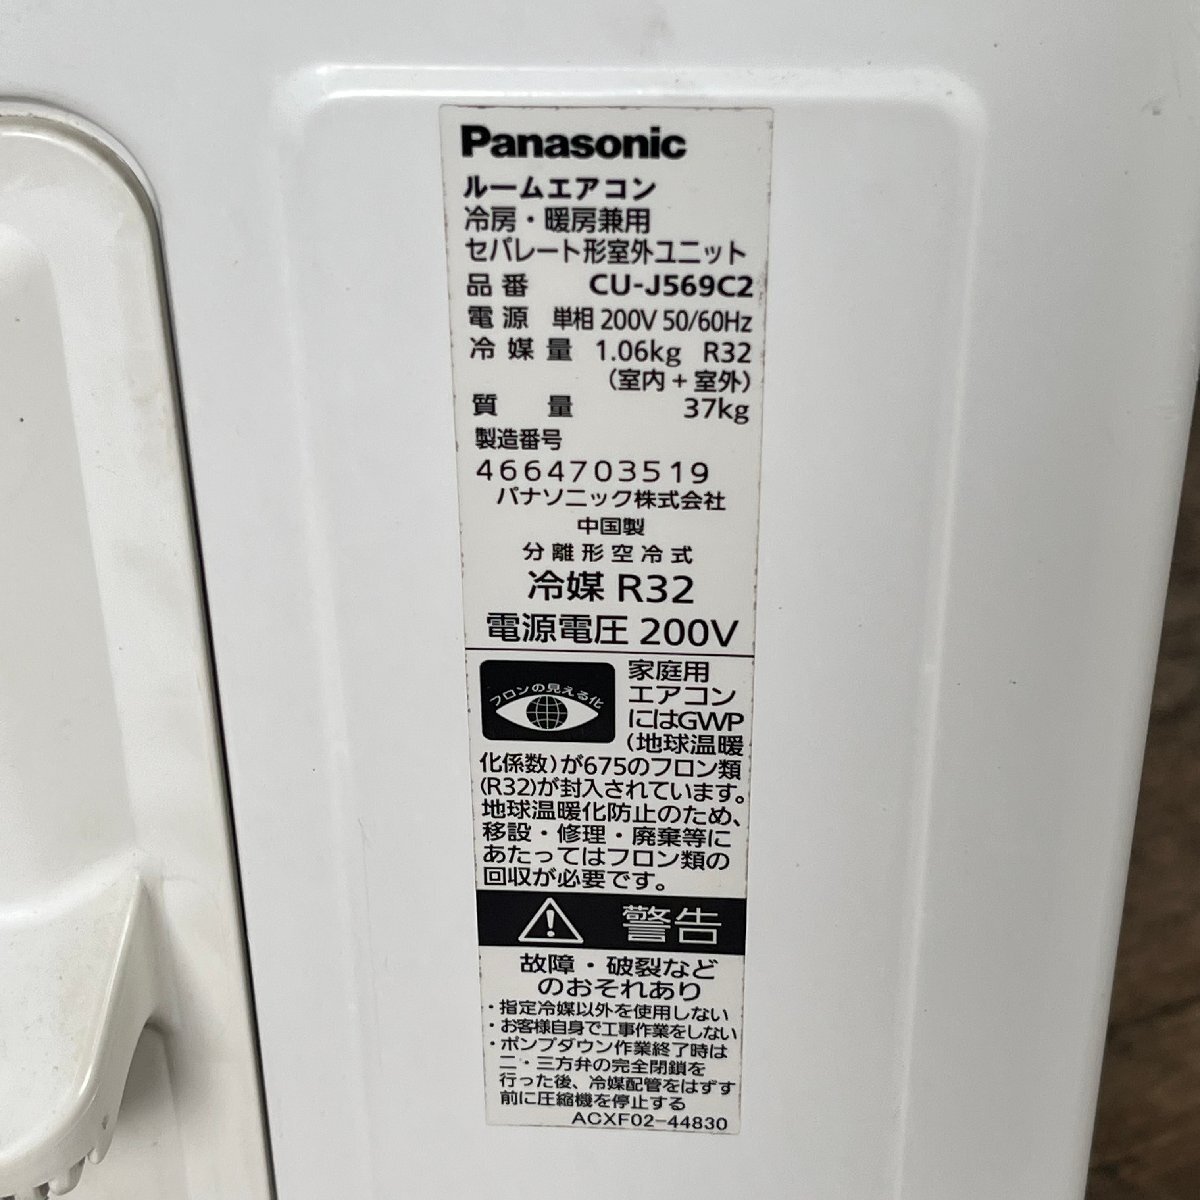 Panasonic
ルームエアコン
冷房・暖房兼用
セパレート形室外ユニット
品番 CU-J569C2
電源 単相 200V 50/60Hz
冷媒量 1.06kg R32
(室内+室外)
質量 37kg
製造番号
4664703519
パナソニック株式会社
中国製
分離形空冷式
冷媒 R32
電源電圧 200V
フロンの見える化
家庭用
エアコン
にはGWP
(地球温暖
化係数)が675のフロン類
(R32)が封入されています。
地球温暖化防止のため、
移設・修理・廃棄等に
あたってはフロン類の
回収が必要です。
警告
故障・破裂など
のおそれあり
・指定冷媒以外を使用しない
・お客様自身で工事作業をしない
・ポンプダウン作業終了時は
二・三方弁の完全閉鎖を
行った後、冷媒配管をはずす
前に圧縮機を停止する
ACXF02-44830